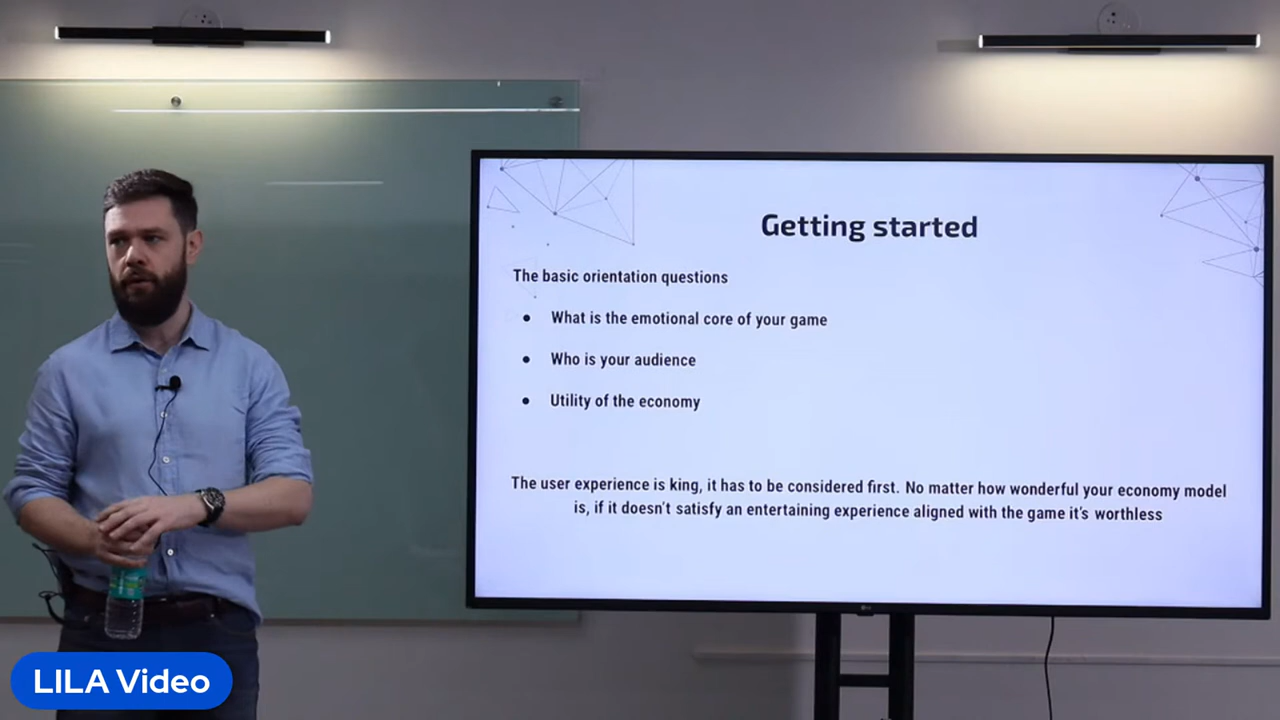 Getting started
The basic orientation questions
● What is the emotional core of your game
● Who is your audience
● Utility of the economy
The user experience is king, it has to be considered first. No matter how wonderful your economy model
is, if it doesn't satisfy an entertaining experience aligned with the game it's worthless
LILA Video